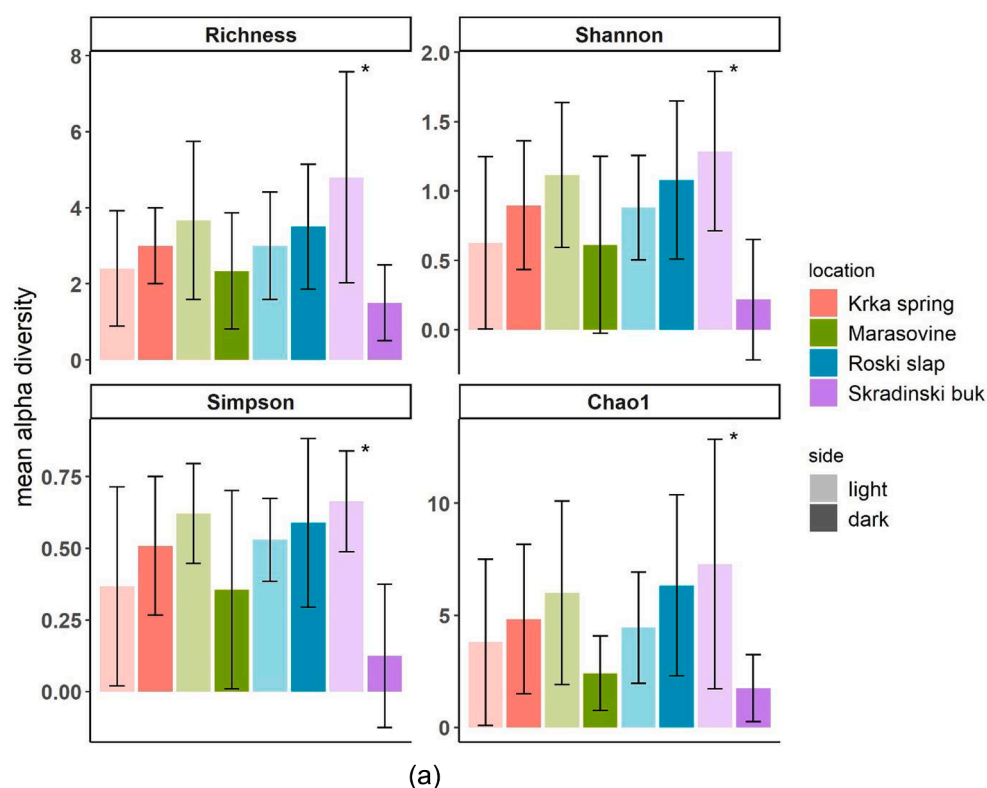 Richness
Shannon
8
6
4
2
0
2.0
1.5
1.0
0.5
0.0
mean alpha diversity
Simpson
Chao1
0.75
0.50
0.25
0.00
10
5
0
*
*
*
*
location
Krka spring
Marasovine
Roski slap
Skradinski buk
side
light
dark
(a)